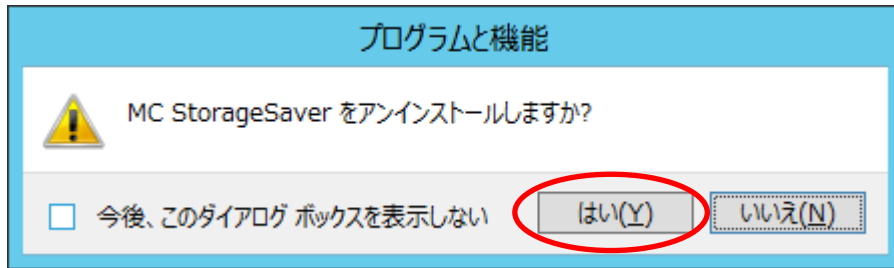 プログラムと機能
MC StorageSaver をアンインストールしますか?
今後、このダイアログ ボックスを表示しない はい(Y) いいえ(N)